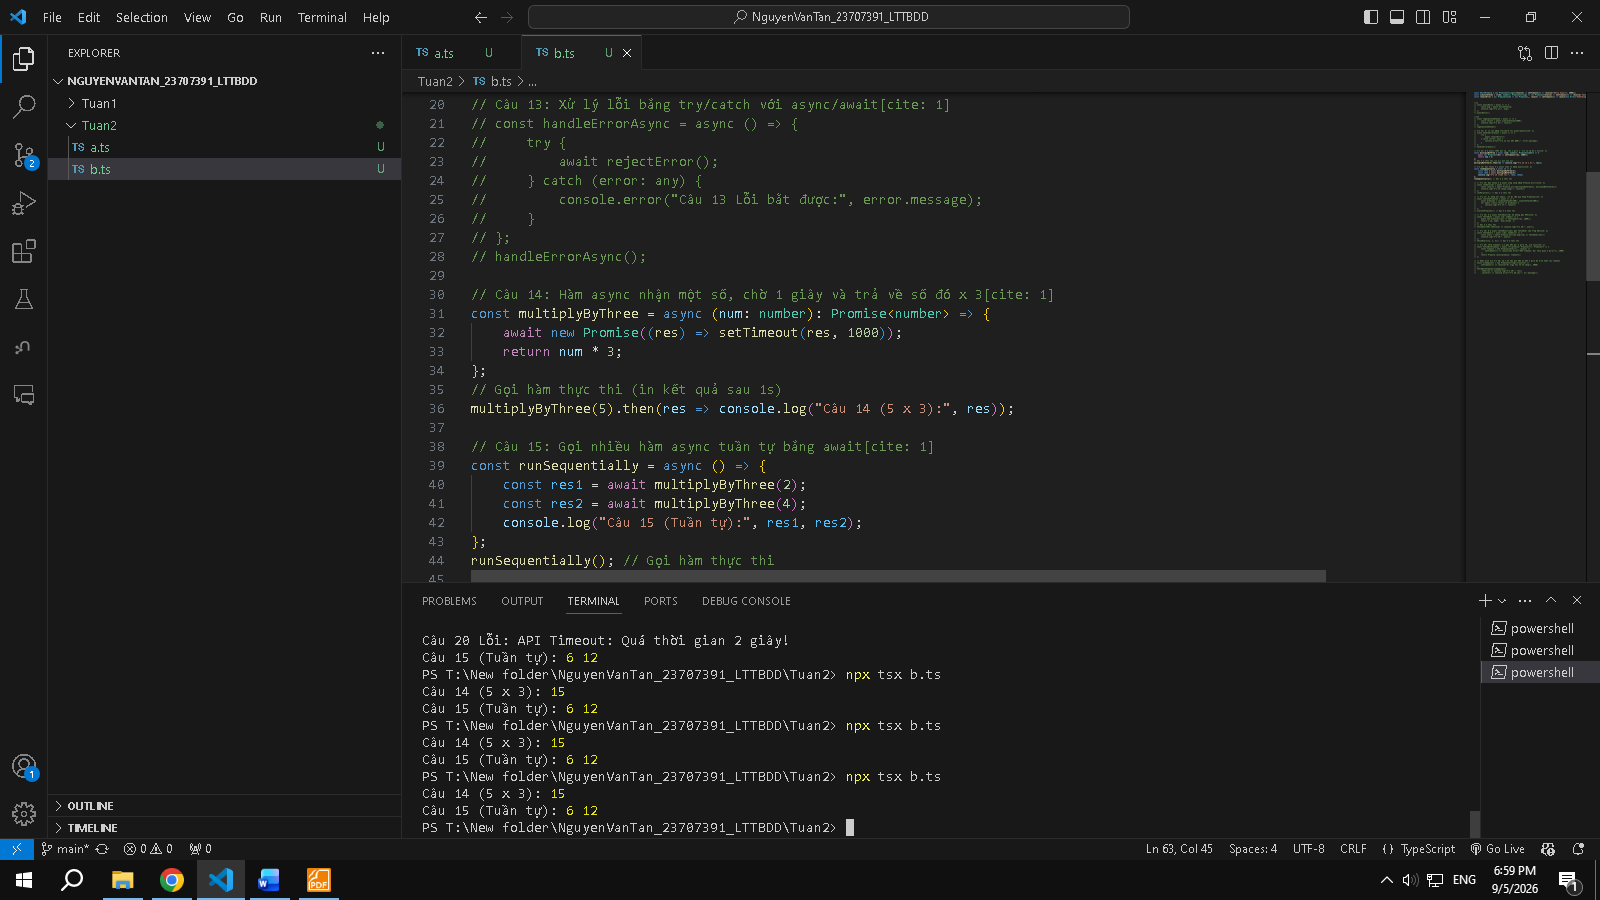 File Edit Selection View Go Run Terminal Help
NguyenVanTan_23707391_LTTBDD
EXPLORER
NGUYENVANTAN_23707391_LTTBDD
Tuan1
Tuan2
TS a.ts U
TS b.ts U
2
1
OUTLINE
TIMELINE
TS a.ts U
TS b.ts U
Tuan2 > TS b.ts > ...
20 // Câu 13: Xử lý lỗi bằng try/catch với async/await[cite: 1]
21 // const handleErrorAsync = async () => {
22 //     try {
23 //         await rejectError();
24 //     } catch (error: any) {
25 //         console.error("Câu 13 Lỗi bắt được:", error.message);
26 //     }
27 // };
28 // handleErrorAsync();
29
30 // Câu 14: Hàm async nhận một số, chờ 1 giây và trả về số đó x 3[cite: 1]
31 const multiplyByThree = async (num: number): Promise<number> => {
32     await new Promise((res) => setTimeout(res, 1000));
33     return num * 3;
34 };
35 // Gọi hàm thực thi (in kết quả sau 1s)
36 multiplyByThree(5).then(res => console.log("Câu 14 (5 x 3):", res));
37
38 // Câu 15: Gọi nhiều hàm async tuần tự bằng await[cite: 1]
39 const runSequentially = async () => {
40     const res1 = await multiplyByThree(2);
41     const res2 = await multiplyByThree(4);
42     console.log("Câu 15 (Tuần tự):", res1, res2);
43 };
44 runSequentially(); // Gọi hàm thực thi
45
PROBLEMS OUTPUT TERMINAL PORTS DEBUG CONSOLE
Câu 20 Lỗi: API Timeout: Quá thời gian 2 giây!
Câu 15 (Tuần tự): 6 12
PS T:\New folder\NguyenVanTan_23707391_LTTBDD\Tuan2> npx tsx b.ts
Câu 14 (5 x 3): 15
Câu 15 (Tuần tự): 6 12
PS T:\New folder\NguyenVanTan_23707391_LTTBDD\Tuan2> npx tsx b.ts
Câu 14 (5 x 3): 15
Câu 15 (Tuần tự): 6 12
PS T:\New folder\NguyenVanTan_23707391_LTTBDD\Tuan2> npx tsx b.ts
Câu 14 (5 x 3): 15
Câu 15 (Tuần tự): 6 12
PS T:\New folder\NguyenVanTan_23707391_LTTBDD\Tuan2>
powershell
powershell
powershell
main* 0 0 0 Ln 63, Col 45 Spaces: 4 UTF-8 CRLF {} TypeScript Go Live
PDF
ENG
6:59 PM
9/5/2026
1